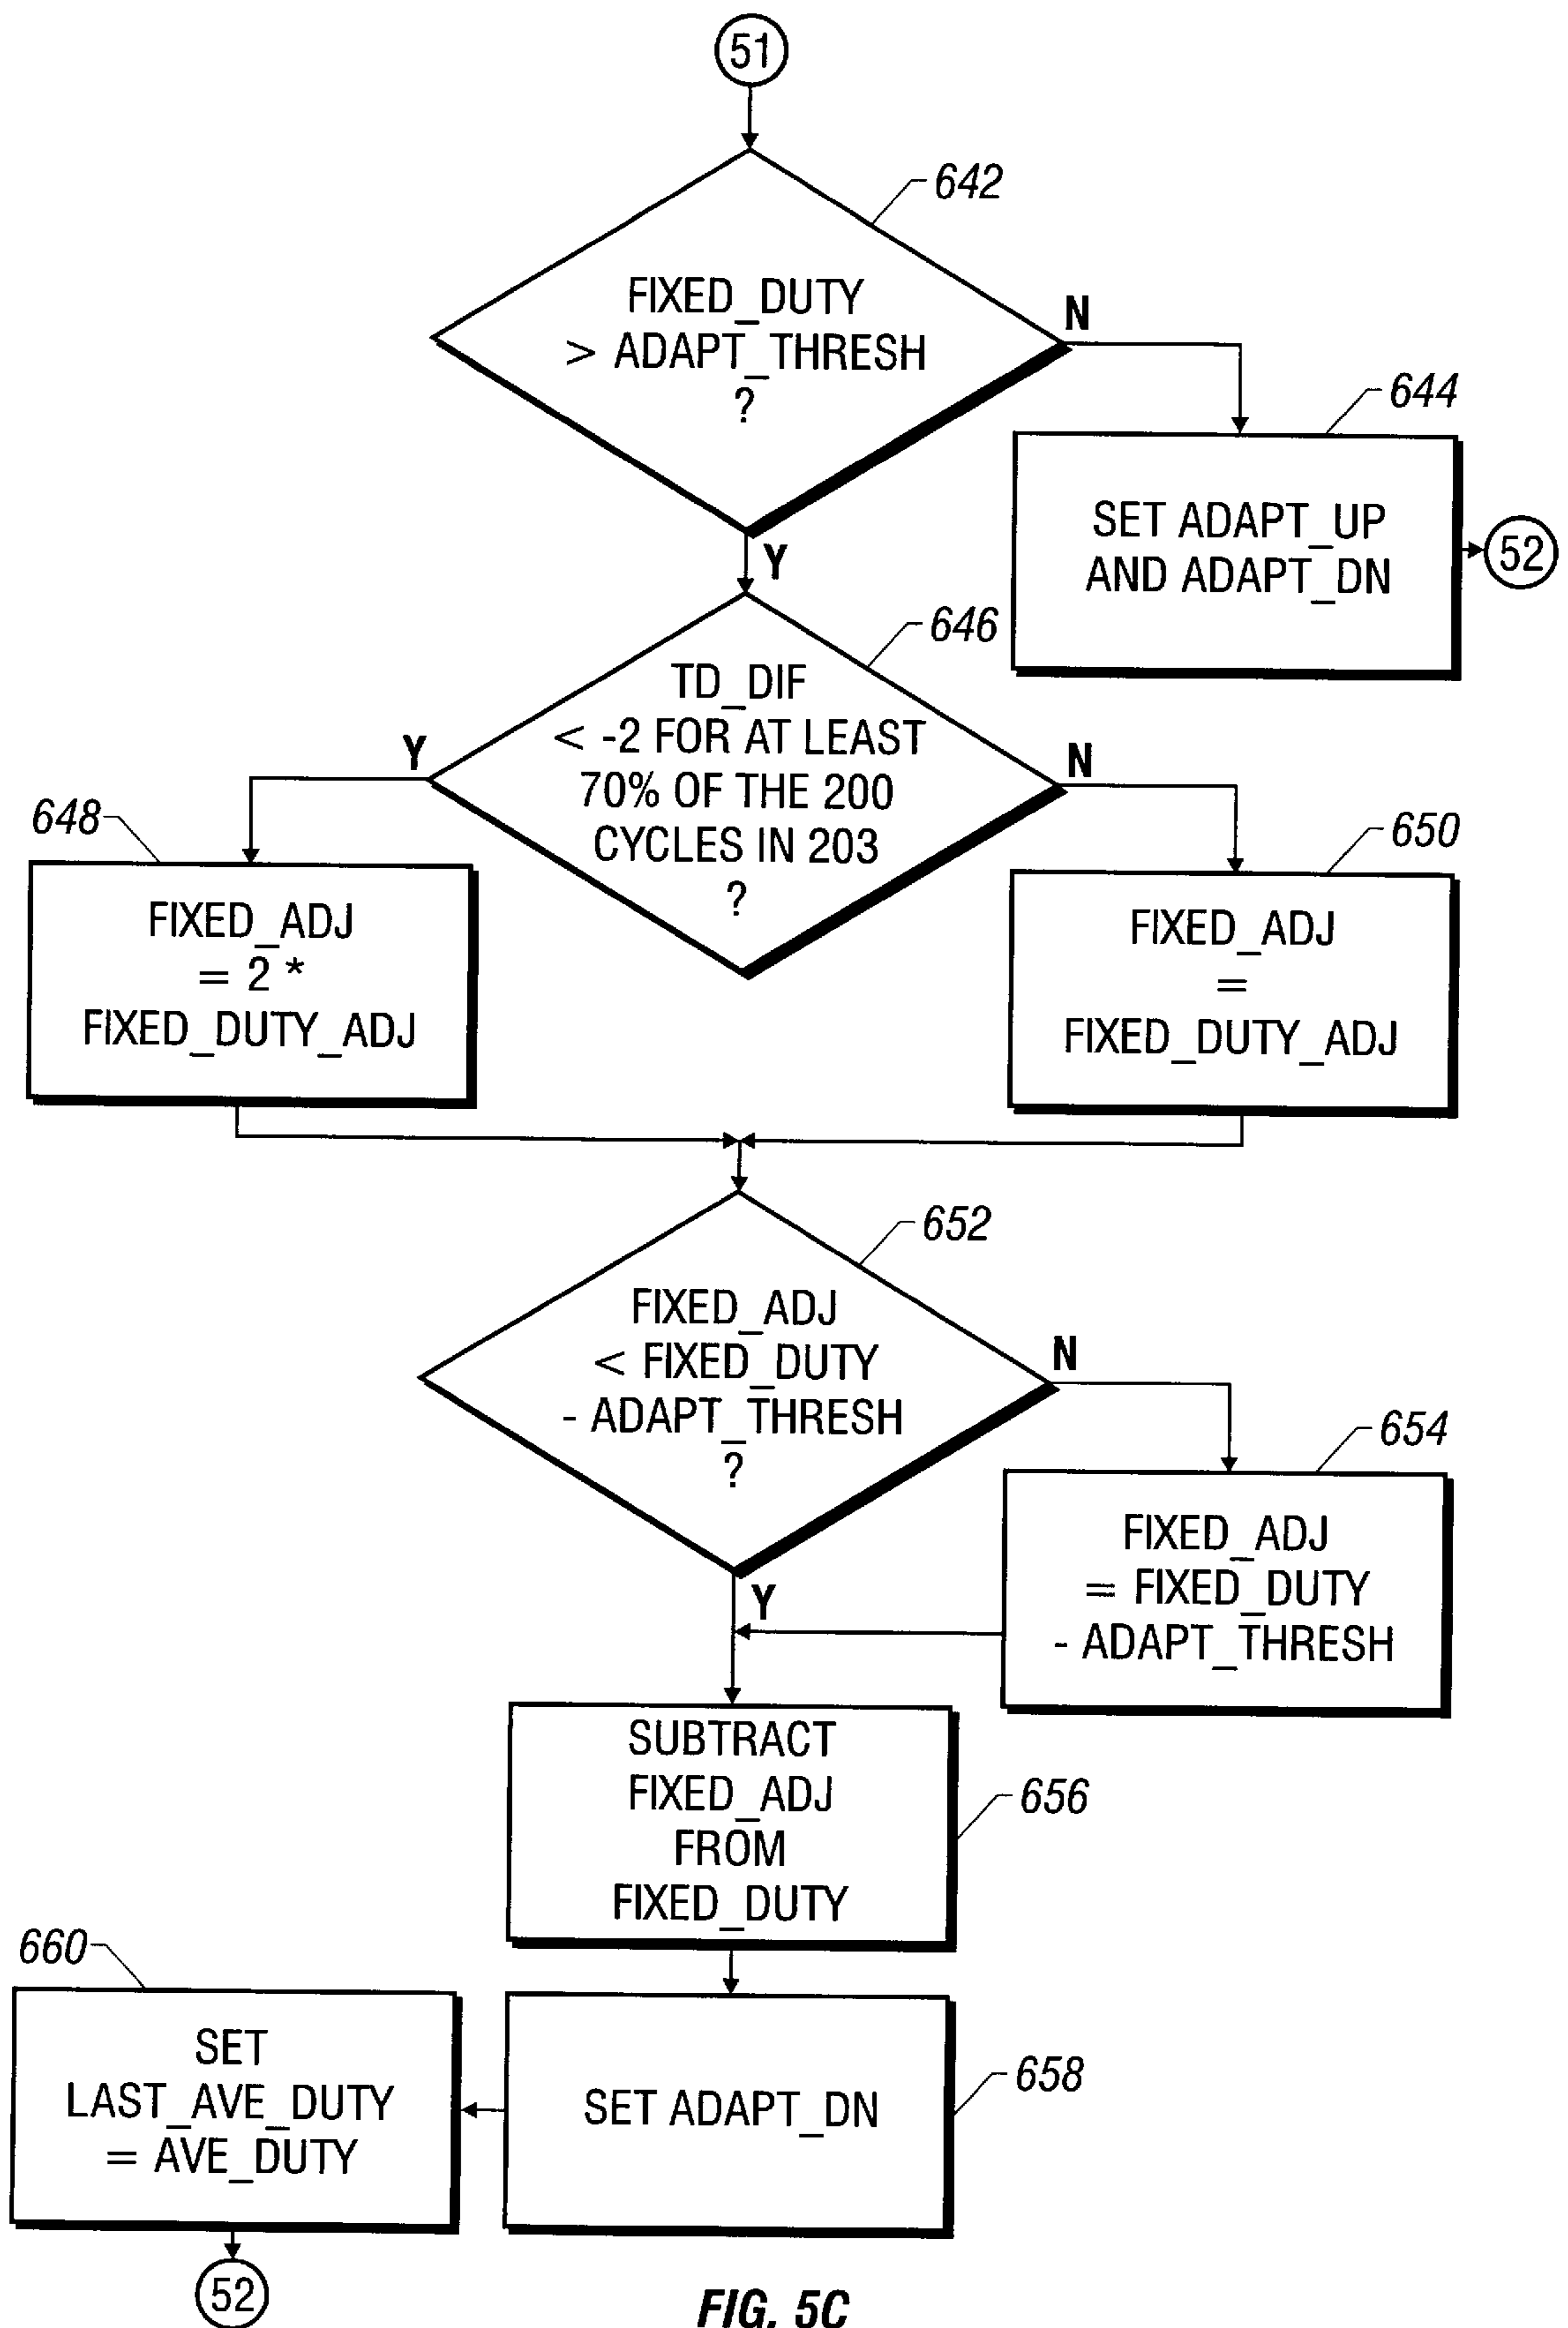 51
642
FIXED_DUTY
> ADAPT_THRESH
?
N
644
SET ADAPT_UP
AND ADAPT_DN
52
Y
646
TD_DIF
< -2 FOR AT LEAST
70% OF THE 200
CYCLES IN 203
?
Y
N
648
FIXED_ADJ
= 2 *
FIXED_DUTY_ADJ
650
FIXED_ADJ
=
FIXED_DUTY_ADJ
652
FIXED_ADJ
< FIXED_DUTY
- ADAPT_THRESH
?
N
654
FIXED_ADJ
= FIXED_DUTY
- ADAPT_THRESH
Y
SUBTRACT
FIXED_ADJ
FROM
FIXED_DUTY
656
660
SET
LAST_AVE_DUTY
= AVE_DUTY
SET ADAPT_DN
658
52
FIG. 5C